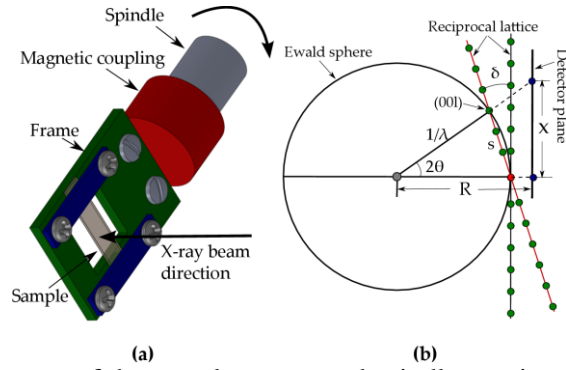 Spindle
Magnetic coupling
Frame
Sample
X-ray beam
direction
(a)
Reciprocal lattice
Ewald sphere
δ
(00l)
1/λ
s
2θ
R
X
Detector plane
(b)